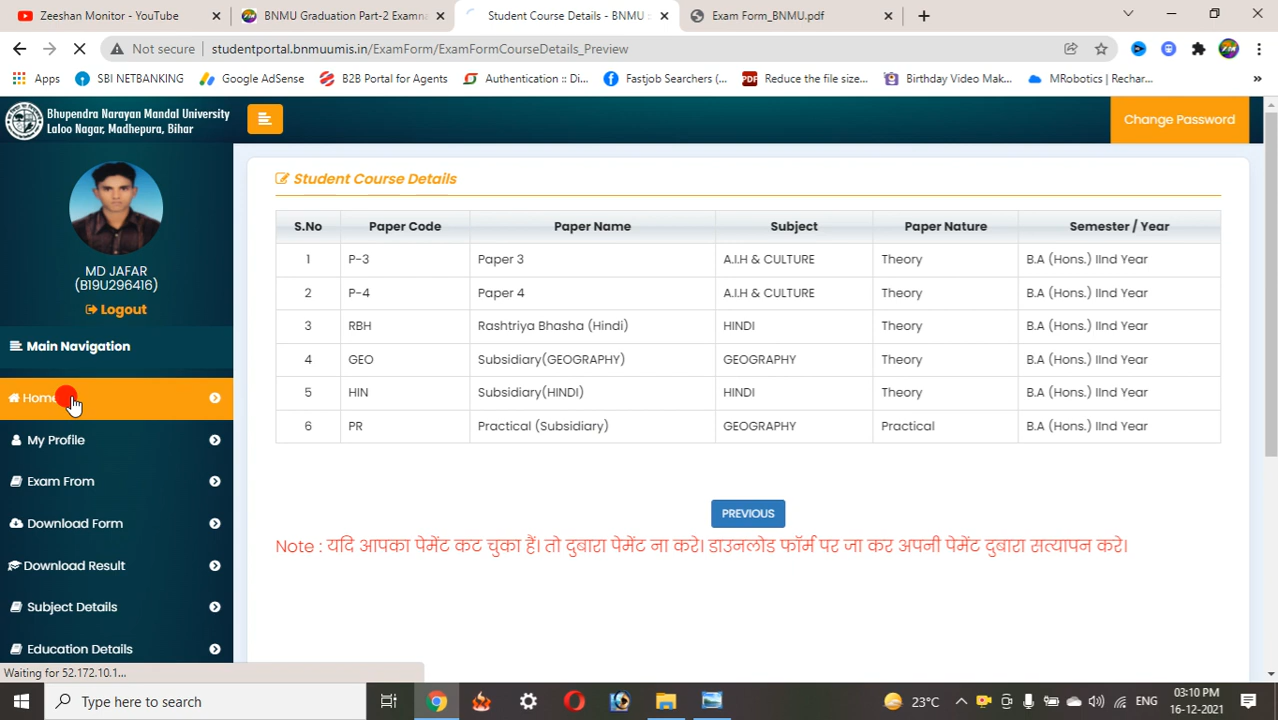 Zeeshan Monitor - YouTube
BNMU Graduation Part-2 Examna
Student Course Details - BNMU
Exam Form_BNMU.pdf
Not secure studentportal.bnmuumis.in/ExamForm/ExamFormCourseDetails_Preview
Apps SBI NETBANKING Google AdSense B2B Portal for Agents Authentication :: Di... Fastjob Searchers (... Reduce the file size... Birthday Video Mak... MRobotics | Rechar... »
Bhupendra Narayan Mandal University
Laloo Nagar, Madhepura, Bihar
Change Password
MD JAFAR
(B19U296416)
Logout
Main Navigation
Home
My Profile
Exam From
Download Form
Download Result
Subject Details
Education Details
Student Course Details
S.No Paper Code Paper Name Subject Paper Nature Semester / Year
1 P-3 Paper 3 A.I.H & CULTURE Theory B.A (Hons.) IInd Year
2 P-4 Paper 4 A.I.H & CULTURE Theory B.A (Hons.) IInd Year
3 RBH Rashtriya Bhasha (Hindi) HINDI Theory B.A (Hons.) IInd Year
4 GEO Subsidiary(GEOGRAPHY) GEOGRAPHY Theory B.A (Hons.) IInd Year
5 HIN Subsidiary(HINDI) HINDI Theory B.A (Hons.) IInd Year
6 PR Practical (Subsidiary) GEOGRAPHY Practical B.A (Hons.) IInd Year
PREVIOUS
Note : यदि आपका पेमेंट कट चुका हैं। तो दुबारा पेमेंट ना करे। डाउनलोड फॉर्म पर जा कर अपनी पेमेंट दुबारा सत्यापन करे।
Waiting for 52.172.10.1...
Type here to search
23°C ENG
03:10 PM
16-12-2021